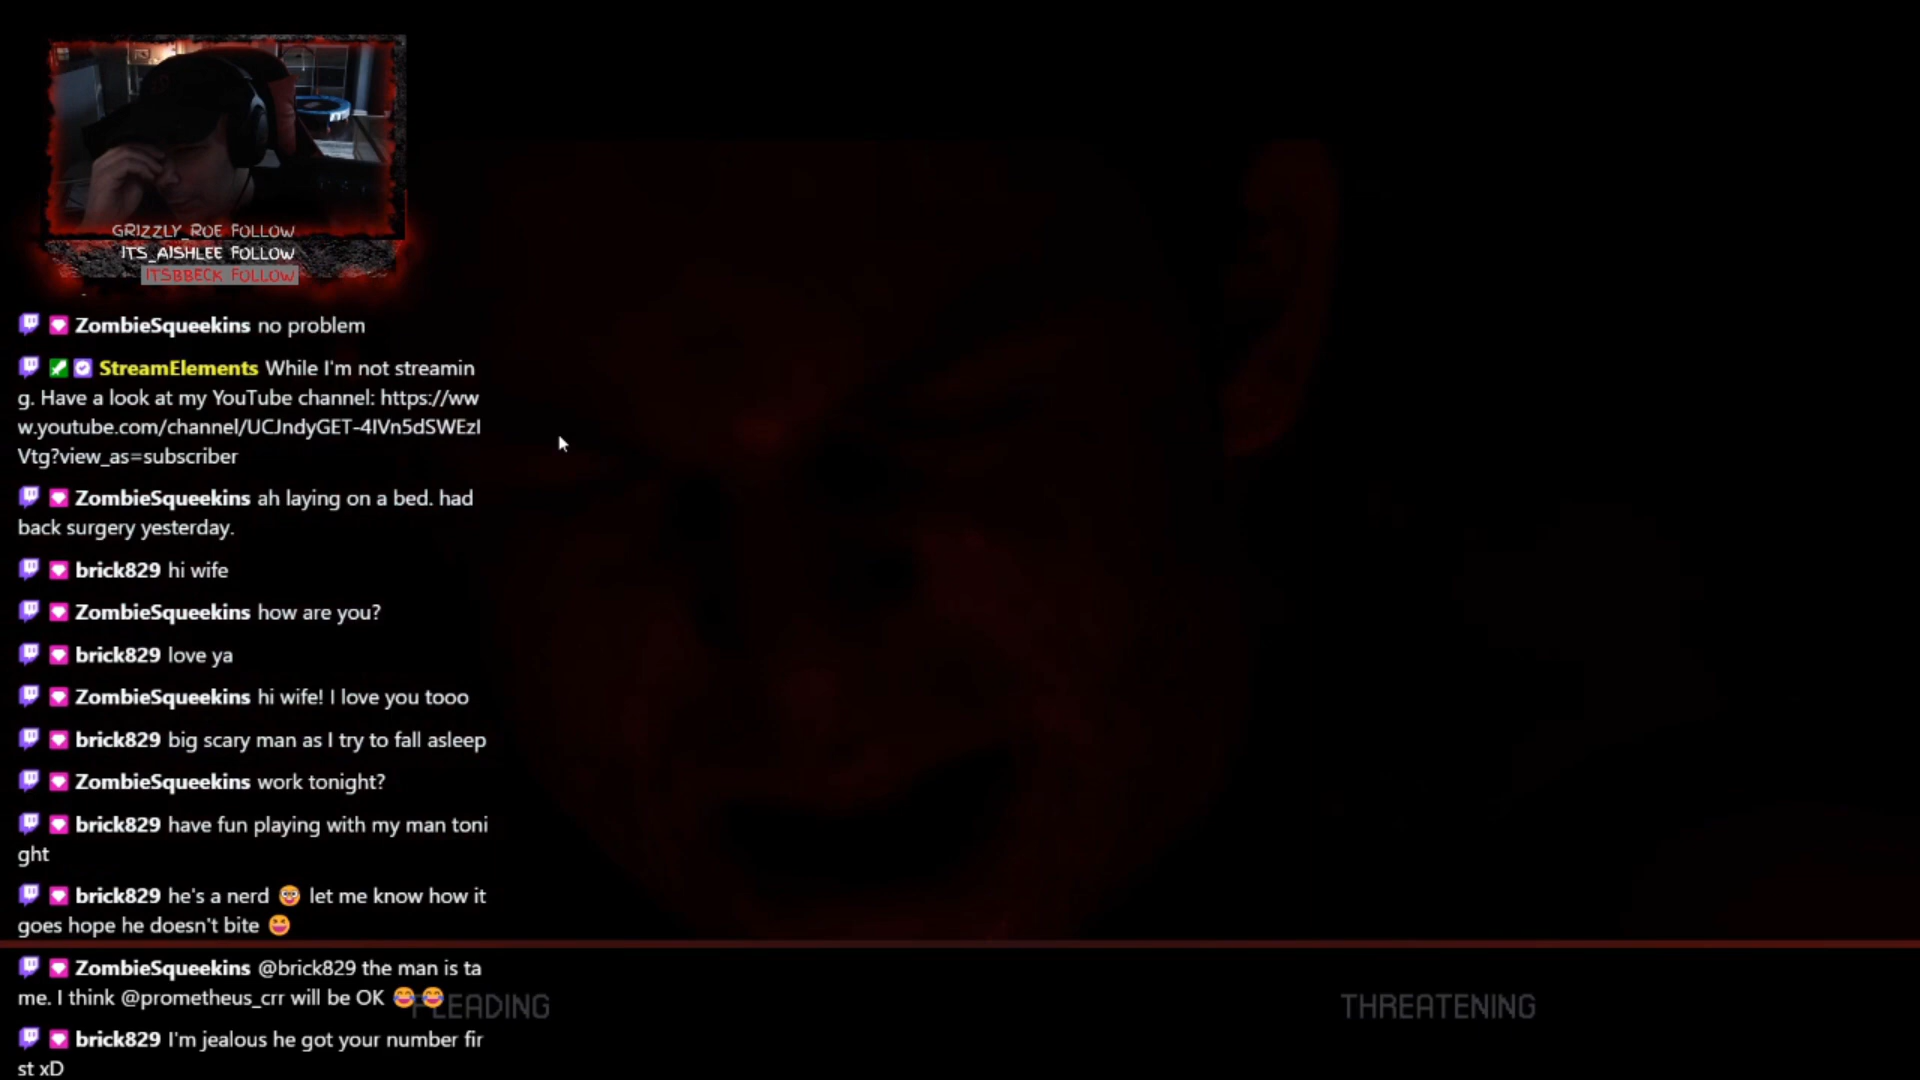 GRIZZLY_ROE FOLLOW
ITS_AISHLEE FOLLOW
ITSBBECK FOLLOW
ZombieSqueekins no problem
StreamElements While I'm not streamin
g. Have a look at my YouTube channel: https://ww
w.youtube.com/channel/UCJndyGET-4IVn5dSWEzI
Vtg?view_as=subscriber
ZombieSqueekins ah laying on a bed. had
back surgery yesterday.
brick829 hi wife
ZombieSqueekins how are you?
brick829 love ya
ZombieSqueekins hi wife! I love you tooo
brick829 big scary man as I try to fall asleep
ZombieSqueekins work tonight?
brick829 have fun playing with my man toni
ght
brick829 he's a nerd 🤓 let me know how it
goes hope he doesn't bite 😆
ZombieSqueekins @brick829 the man is ta
me. I think @prometheus_crr will be OK 😂😂
PLEADING
THREATENING
brick829 I'm jealous he got your number fir
st xD